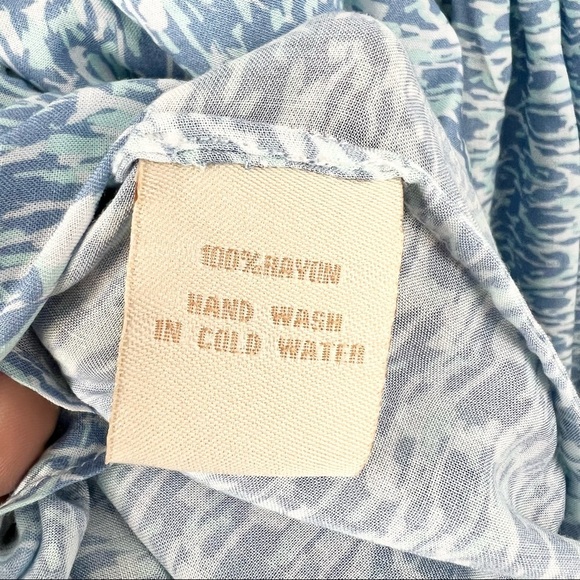 100% RAYON
HAND WASH
IN COLD WATER